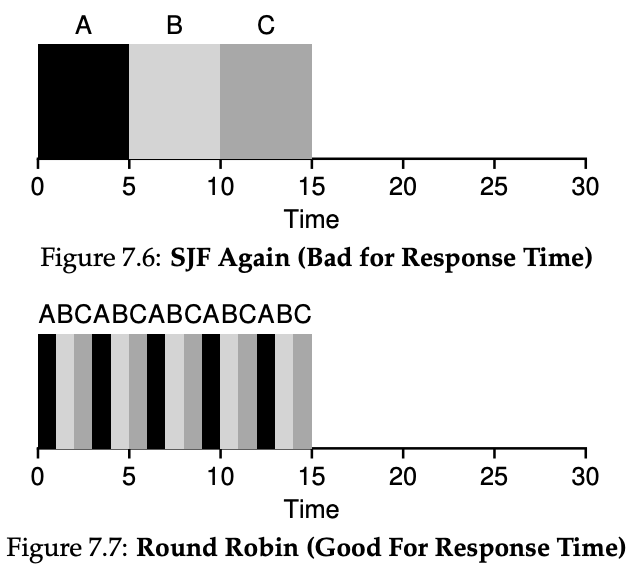 A B C
0 5 10 15 20 25 30
Time
Figure 7.6: SJF Again (Bad for Response Time)
ABCABCABCABCABC
0 5 10 15 20 25 30
Time
Figure 7.7: Round Robin (Good For Response Time)